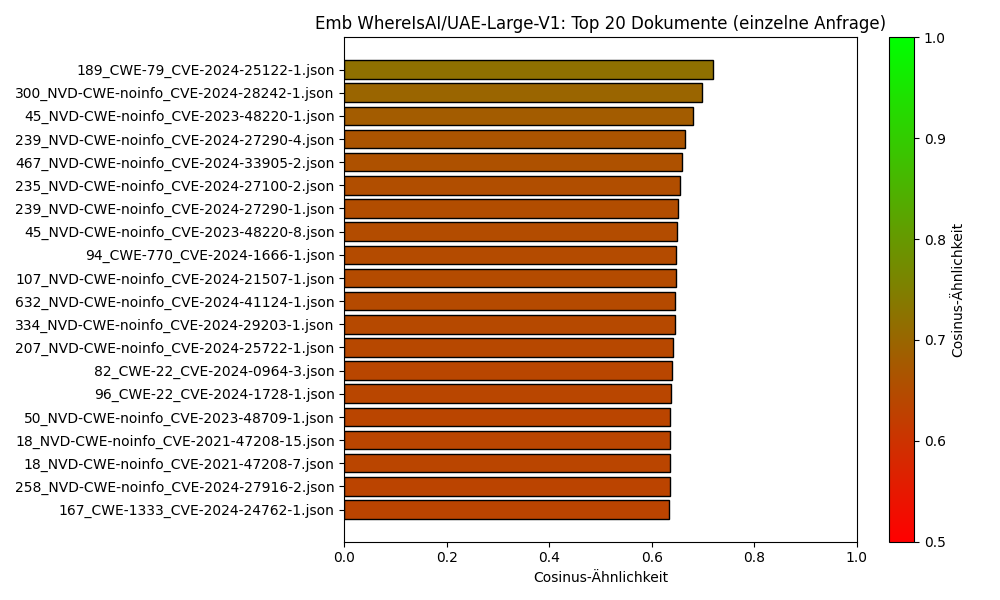 Emb WhereIsAI/UAE-Large-V1: Top 20 Dokumente (einzelne Anfrage)
189_CWE-79_CVE-2024-25122-1.json
300_NVD-CWE-noinfo_CVE-2024-28242-1.json
45_NVD-CWE-noinfo_CVE-2023-48220-1.json
239_NVD-CWE-noinfo_CVE-2024-27290-4.json
467_NVD-CWE-noinfo_CVE-2024-33905-2.json
235_NVD-CWE-noinfo_CVE-2024-27100-2.json
239_NVD-CWE-noinfo_CVE-2024-27290-1.json
45_NVD-CWE-noinfo_CVE-2023-48220-8.json
94_CWE-770_CVE-2024-1666-1.json
107_NVD-CWE-noinfo_CVE-2024-21507-1.json
632_NVD-CWE-noinfo_CVE-2024-41124-1.json
334_NVD-CWE-noinfo_CVE-2024-29203-1.json
207_NVD-CWE-noinfo_CVE-2024-25722-1.json
82_CWE-22_CVE-2024-0964-3.json
96_CWE-22_CVE-2024-1728-1.json
50_NVD-CWE-noinfo_CVE-2023-48709-1.json
18_NVD-CWE-noinfo_CVE-2021-47208-15.json
18_NVD-CWE-noinfo_CVE-2021-47208-7.json
258_NVD-CWE-noinfo_CVE-2024-27916-2.json
167_CWE-1333_CVE-2024-24762-1.json
0.0 0.2 0.4 0.6 0.8 1.0
Cosinus-Ähnlichkeit
1.0
0.9
0.8
0.7
0.6
0.5
Cosinus-Ähnlichkeit